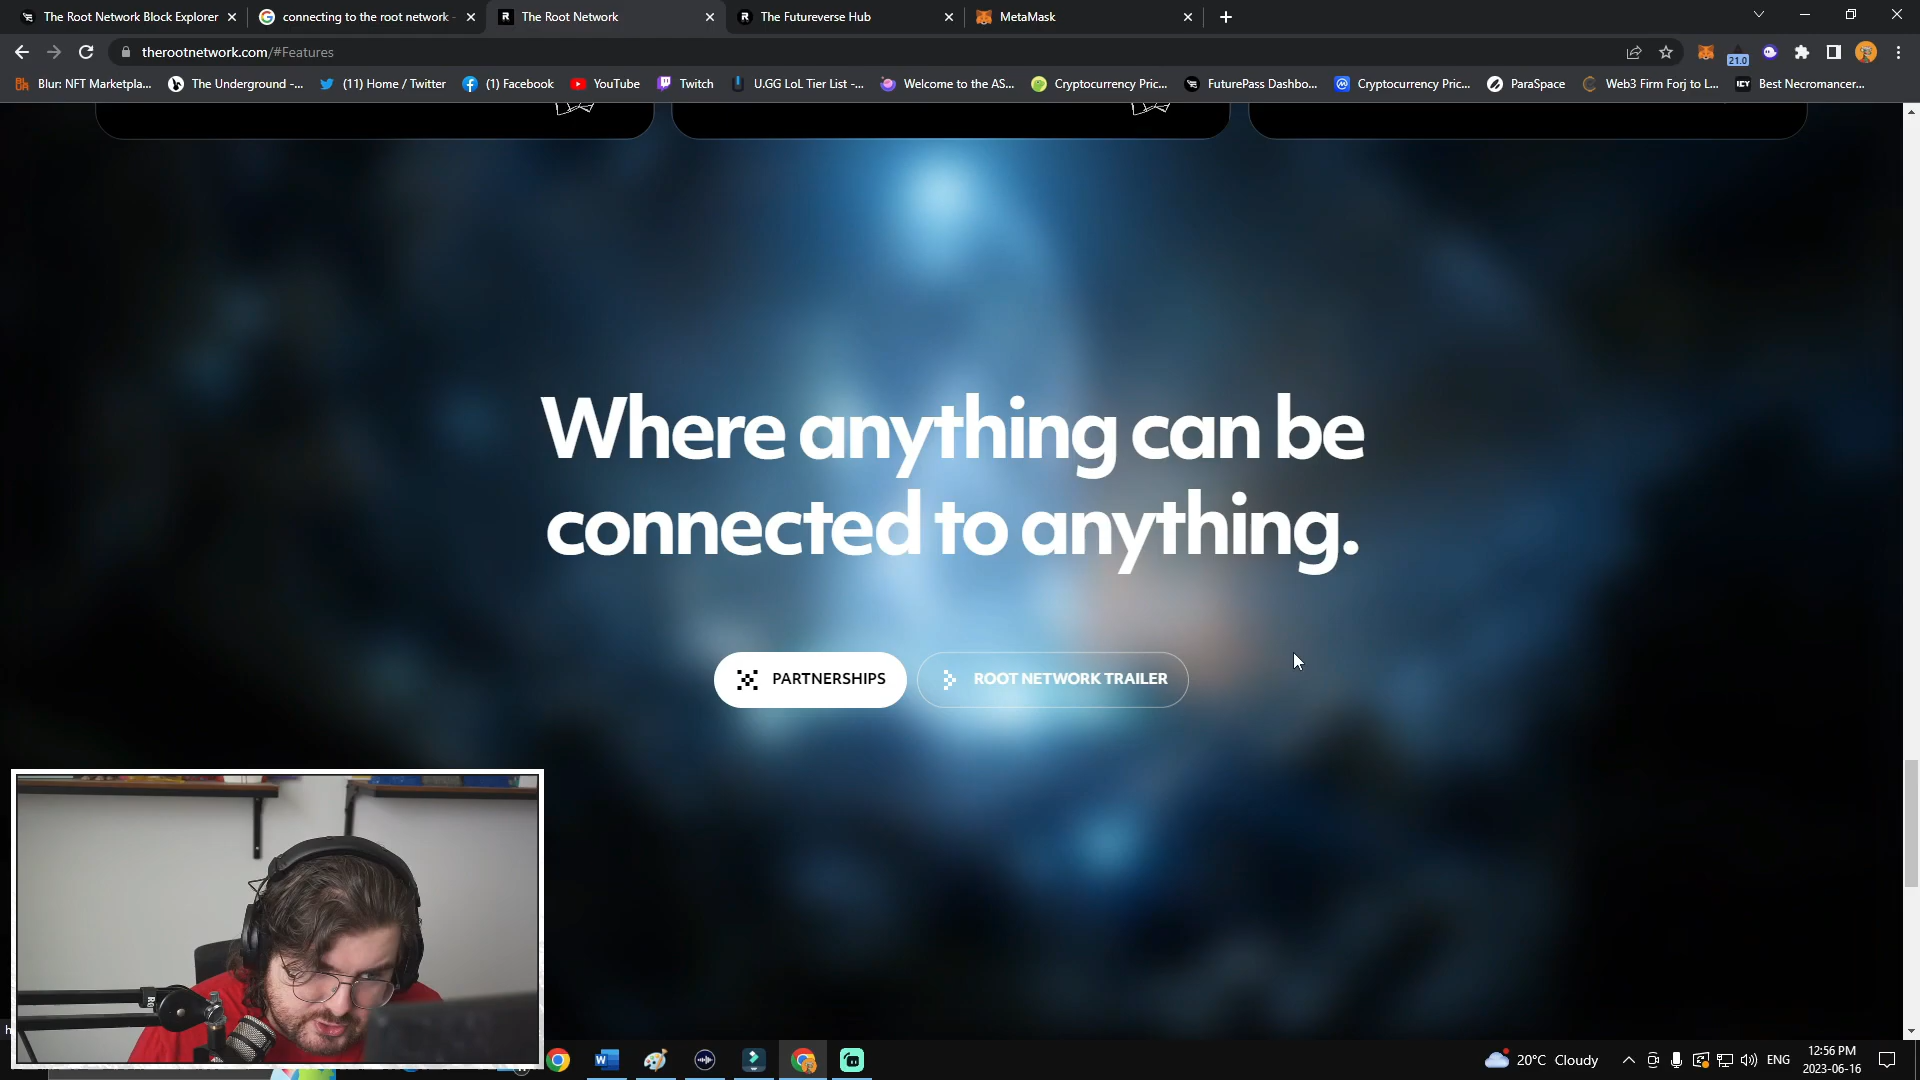 The Root Network Block Explorer
connecting to the root network -
The Root Network
The Futureverse Hub
MetaMask
therootnetwork.com/#Features
21.0
Blur: NFT Marketpla...
The Underground -...
(11) Home / Twitter
(1) Facebook
YouTube
Twitch
U.GG LoL Tier List -...
Welcome to the AS...
Cryptocurrency Pric...
FuturePass Dashbo...
Cryptocurrency Pric...
ParaSpace
Web3 Firm Forj to L...
ICY
Best Necromancer...
Where anything can be
connected to anything.
PARTNERSHIPS
ROOT NETWORK TRAILER
20°C Cloudy
ENG
12:56 PM
2023-06-16